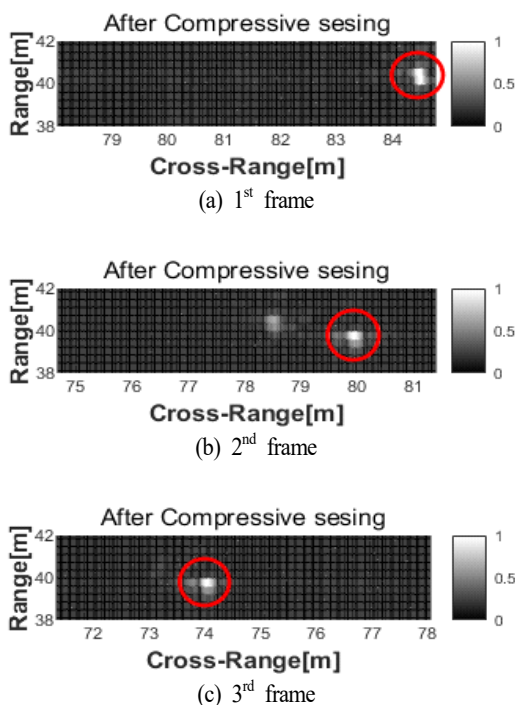 After Compressive sesing
42
40
38
Range[m]
79 80 81 82 83 84
Cross-Range[m]
1
0.5
0
(a) 1st frame
After Compressive sesing
42
40
38
Range[m]
75 76 77 78 79 80 81
Cross-Range[m]
1
0.5
0
(b) 2nd frame
After Compressive sesing
42
40
38
Range[m]
72 73 74 75 76 77 78
Cross-Range[m]
1
0.5
0
(c) 3rd frame